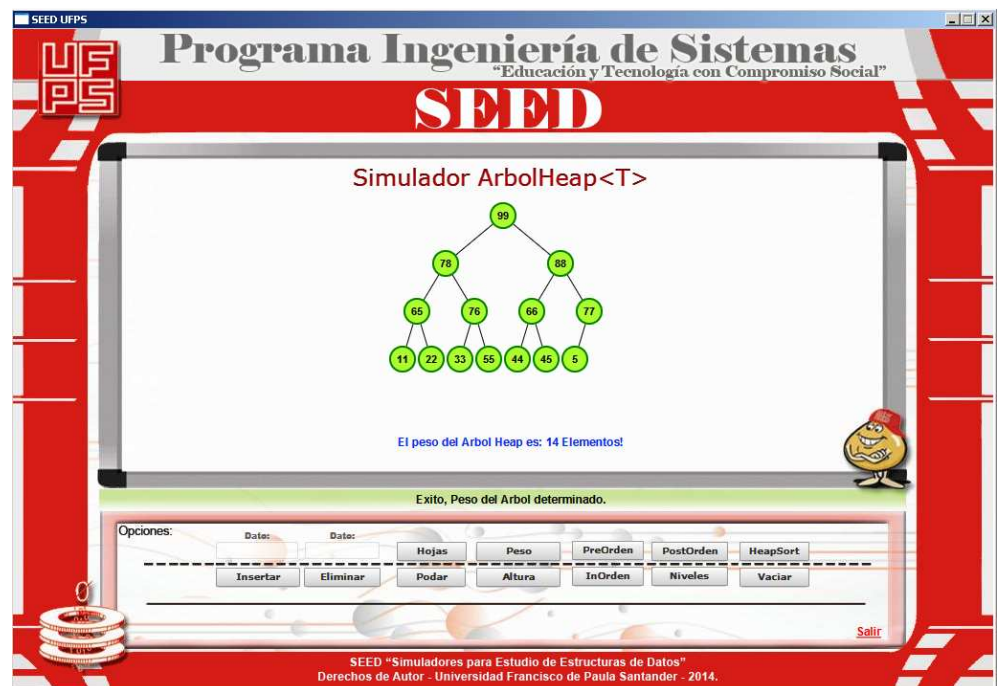 SEED UFPS
UF
PS
Programa Ingeniería de Sistemas
“Educación y Tecnología con Compromiso Social”
SEED
Simulador ArbolHeap<T>
99
78 88
65 76 66 77
11 22 33 55 44 45 5
El peso del Arbol Heap es: 14 Elementos!
Exito, Peso del Arbol determinado.
Opciones:
Dato: Dato:
Hojas Peso PreOrden PostOrden HeapSort
Insertar Eliminar Podar Altura InOrden Niveles Vaciar
Salir
SEED “Simuladores para Estudio de Estructuras de Datos”
Derechos de Autor - Universidad Francisco de Paula Santander - 2014.